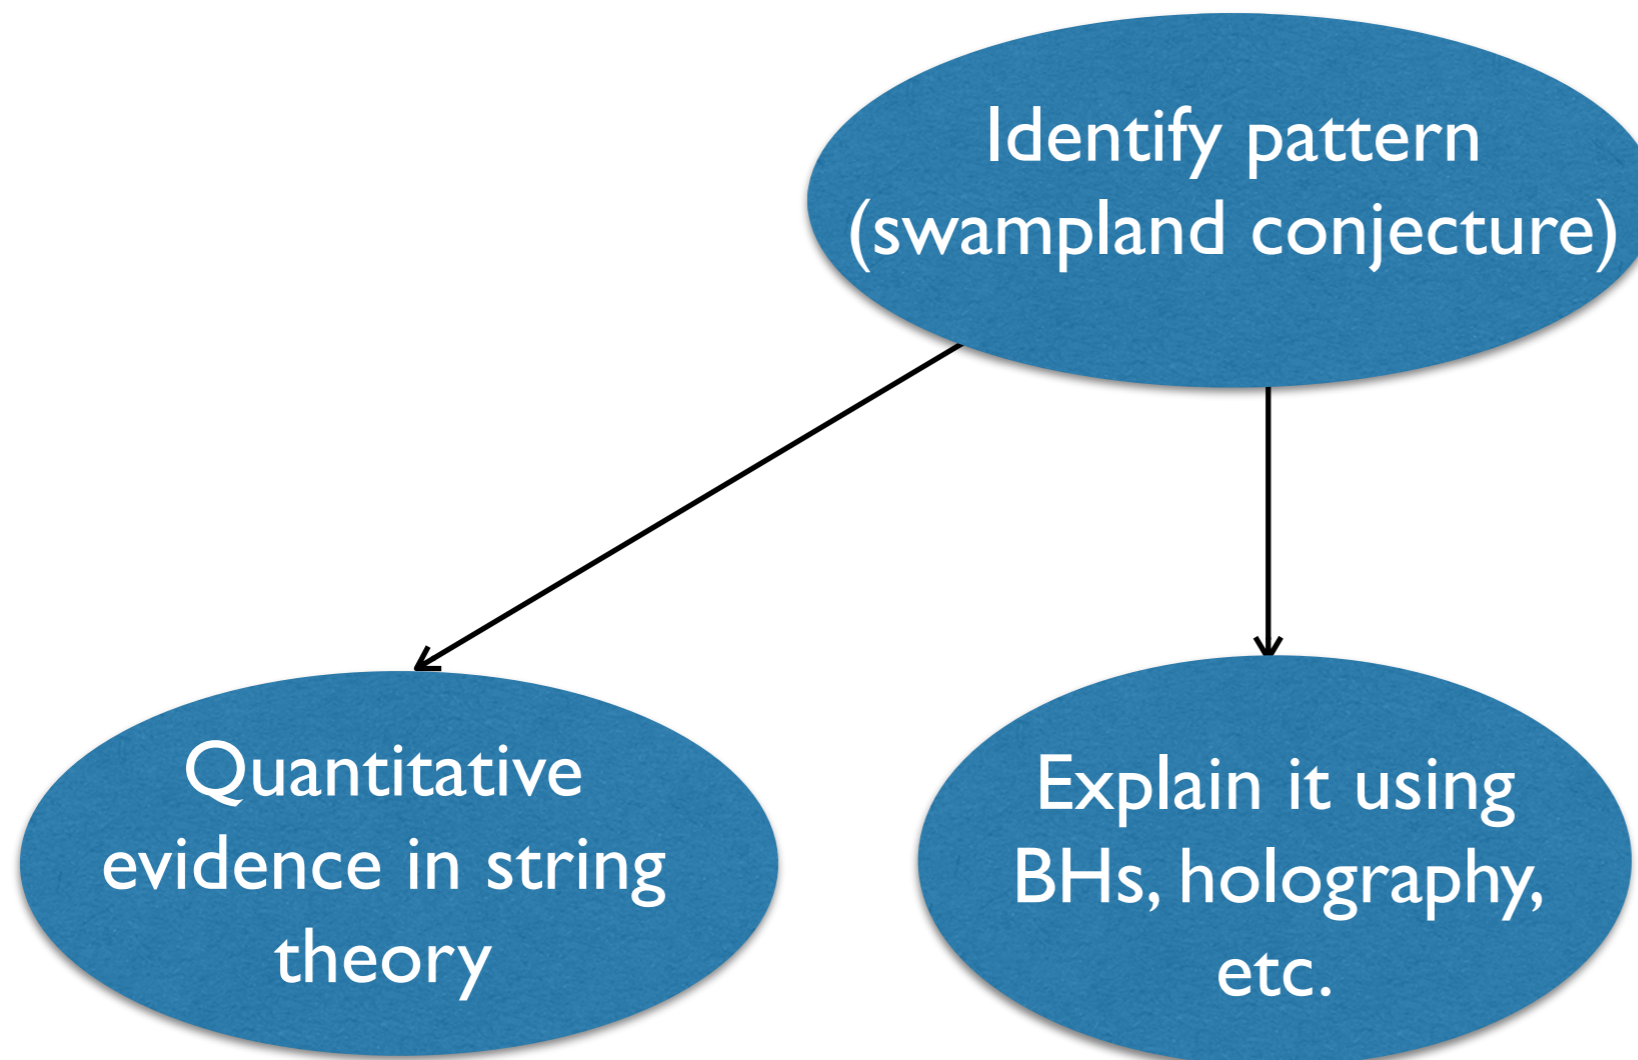 Identify pattern
(swampland conjecture)
Quantitative
evidence in string
theory
Explain it using
BHs, holography,
etc.